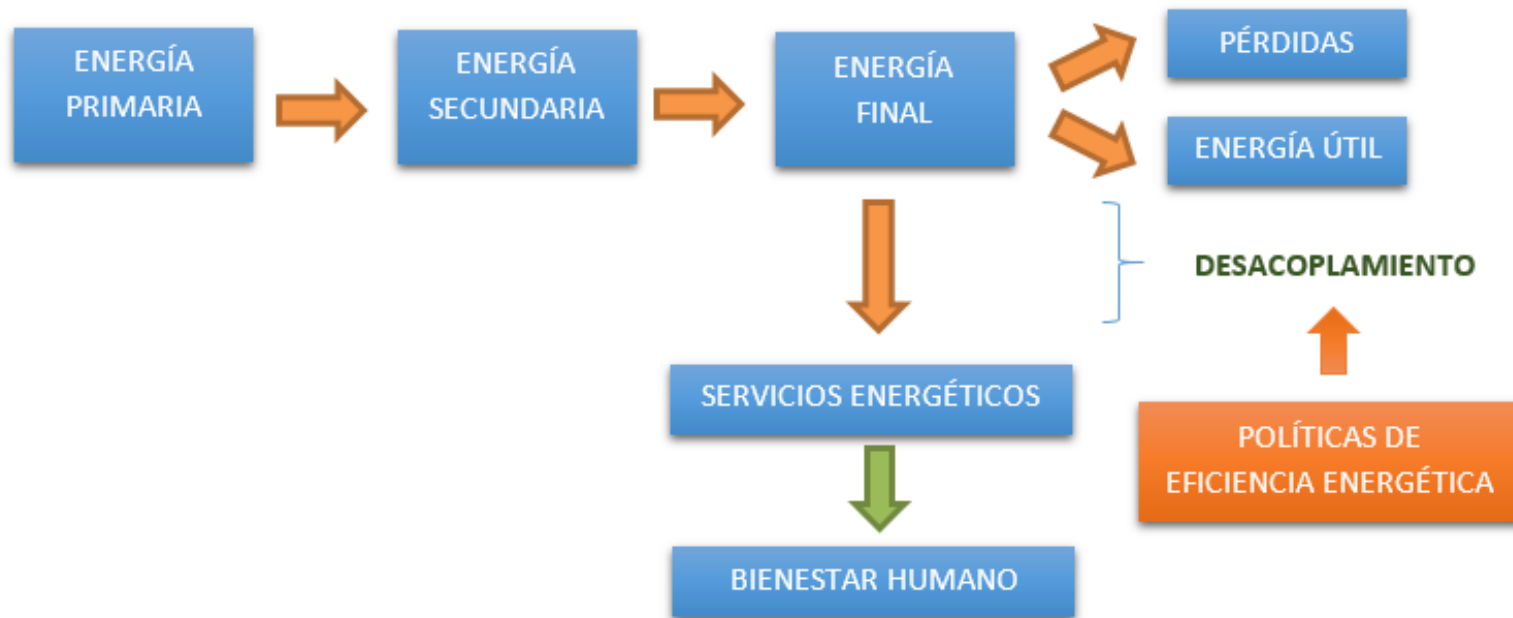 ENERGÍA
PRIMARIA
ENERGÍA
SECUNDARIA
ENERGÍA
FINAL
PÉRDIDAS
ENERGÍA ÚTIL
DESACOPLAMIENTO
SERVICIOS ENERGÉTICOS
POLÍTICAS DE
EFICIENCIA ENERGÉTICA
BIENESTAR HUMANO